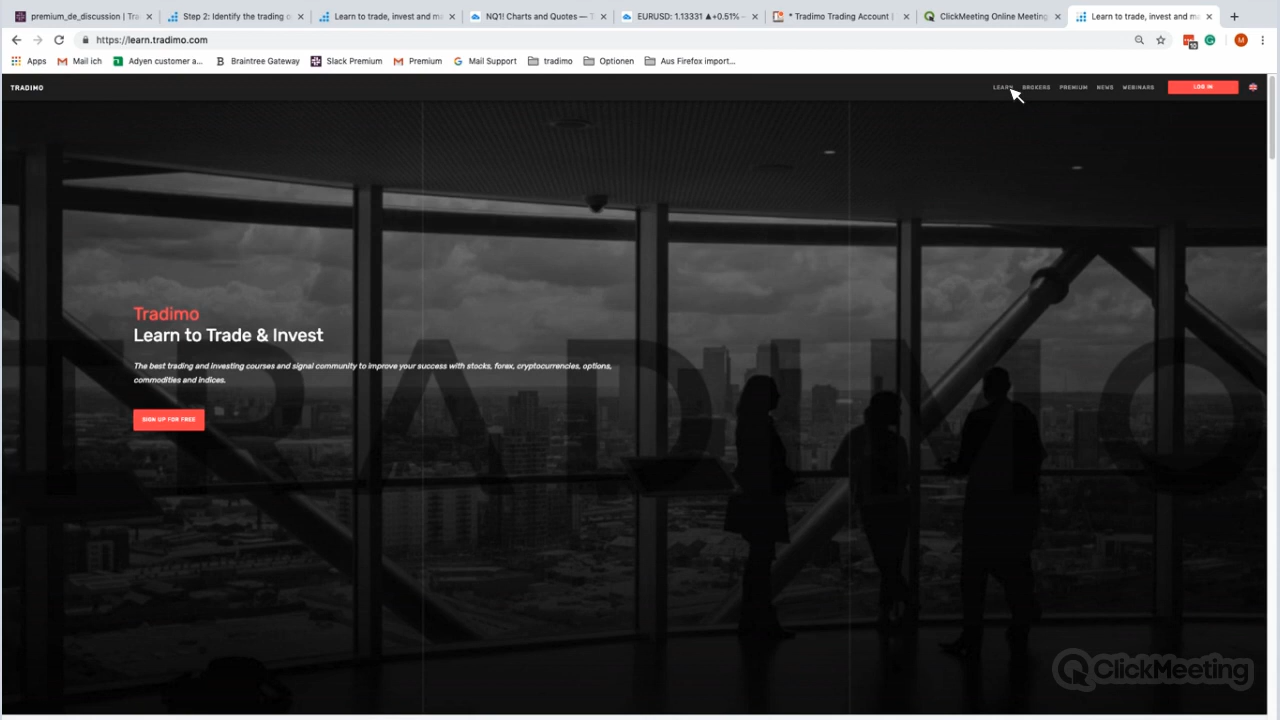 premium_de_discussion | Tra
Step 2: Identify the trading o
Learn to trade, invest and ma
NQ1! Charts and Quotes — T
EURUSD: 1.13331 ▲+0.51% –
* Tradimo Trading Account |
ClickMeeting Online Meeting
Learn to trade, invest and ma
https://learn.tradimo.com
10
M
Apps
Mail ich
Adyen customer a...
Braintree Gateway
Slack Premium
Premium
Mail Support
tradimo
Optionen
Aus Firefox import...
TRADIMO
LEARN
BROKERS
PREMIUM
NEWS
WEBINARS
LOG IN
TRADIMO
Tradimo
Learn to Trade & Invest
The best trading and investing courses and signal community to improve your success with stocks, forex, cryptocurrencies, options,
commodities and indices.
SIGN UP FOR FREE
ClickMeeting